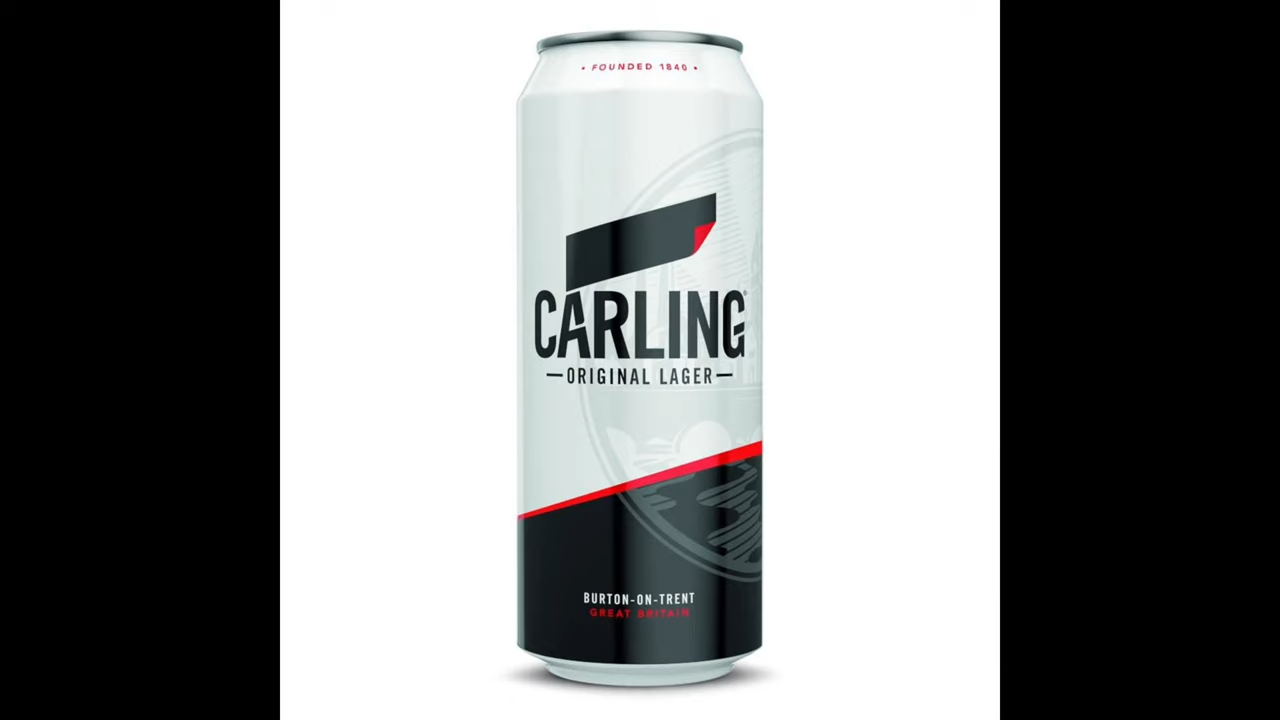 • FOUNDED 1840 •
CARLING®
ORIGINAL LAGER
BURTON-ON-TRENT
GREAT BRITAIN